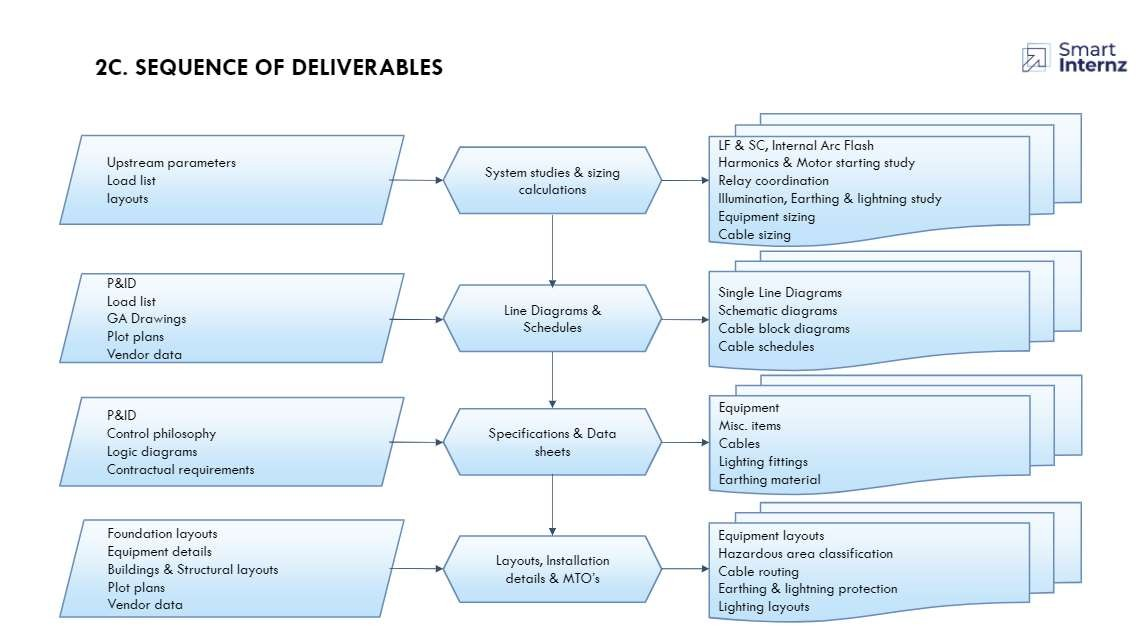 2C. SEQUENCE OF DELIVERABLES
Smart
Internz
Upstream parameters
Load list
layouts
System studies & sizing
calculations
LF & SC, Internal Arc Flash
Harmonics & Motor starting study
Relay coordination
Illumination, Earthing & lightning study
Equipment sizing
Cable sizing
P&ID
Load list
GA Drawings
Plot plans
Vendor data
Line Diagrams &
Schedules
Single Line Diagrams
Schematic diagrams
Cable block diagrams
Cable schedules
P&ID
Control philosophy
Logic diagrams
Contractual requirements
Specifications & Data
sheets
Equipment
Misc. items
Cables
Lighting fittings
Earthing material
Foundation layouts
Equipment details
Buildings & Structural layouts
Plot plans
Vendor data
Layouts, Installation
details & MTO's
Equipment layouts
Hazardous area classification
Cable routing
Earthing & lightning protection
Lighting layouts